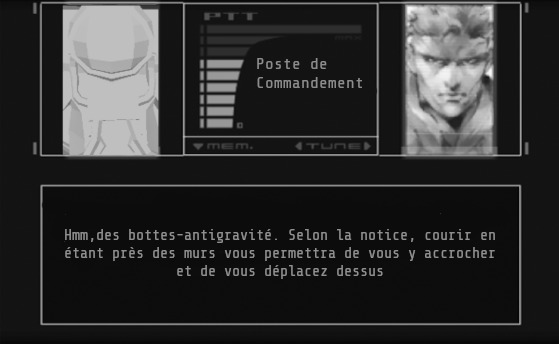 PTT
Poste de
Commandement
MEM.
TUNE
Hmm,des bottes-antigravité. Selon la notice, courir en
étant près des murs vous permettra de vous y accrocher
et de vous déplacez dessus